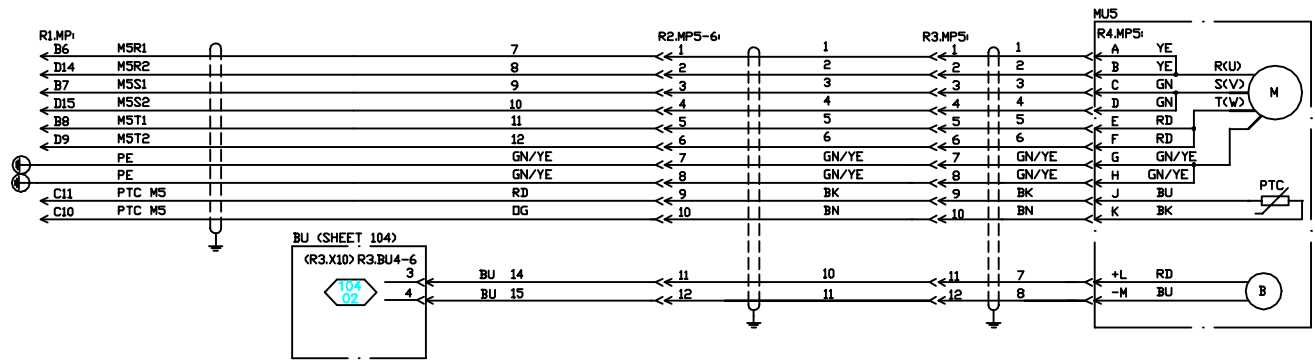 MU5
R1.MP: R2.MP5-6: R3.MP5: R4.MP5:
B6 M5R1 7 1 1 1 1 A YE
D14 M5R2 8 2 2 2 2 B YE R(U)
B7 M5S1 9 3 3 3 3 C GN S(V) M
D15 M5S2 10 4 4 4 4 D GN T(W)
B8 M5T1 11 5 5 5 5 E RD
D9 M5T2 12 6 6 6 6 F RD
PE GN/YE 7 GN/YE 7 GN/YE G GN/YE
PE GN/YE 8 GN/YE 8 GN/YE H GN/YE
C11 PTC M5 RD 9 BK 9 BK J BU PTC
C10 PTC M5 OG 10 BN 10 BN K BK
BU (SHEET 104)
(R3.X10) R3.BU4-6
3 BU 14 11 10 11 7 +L RD
104 B
02
4 BU 15 12 11 12 8 -M BU